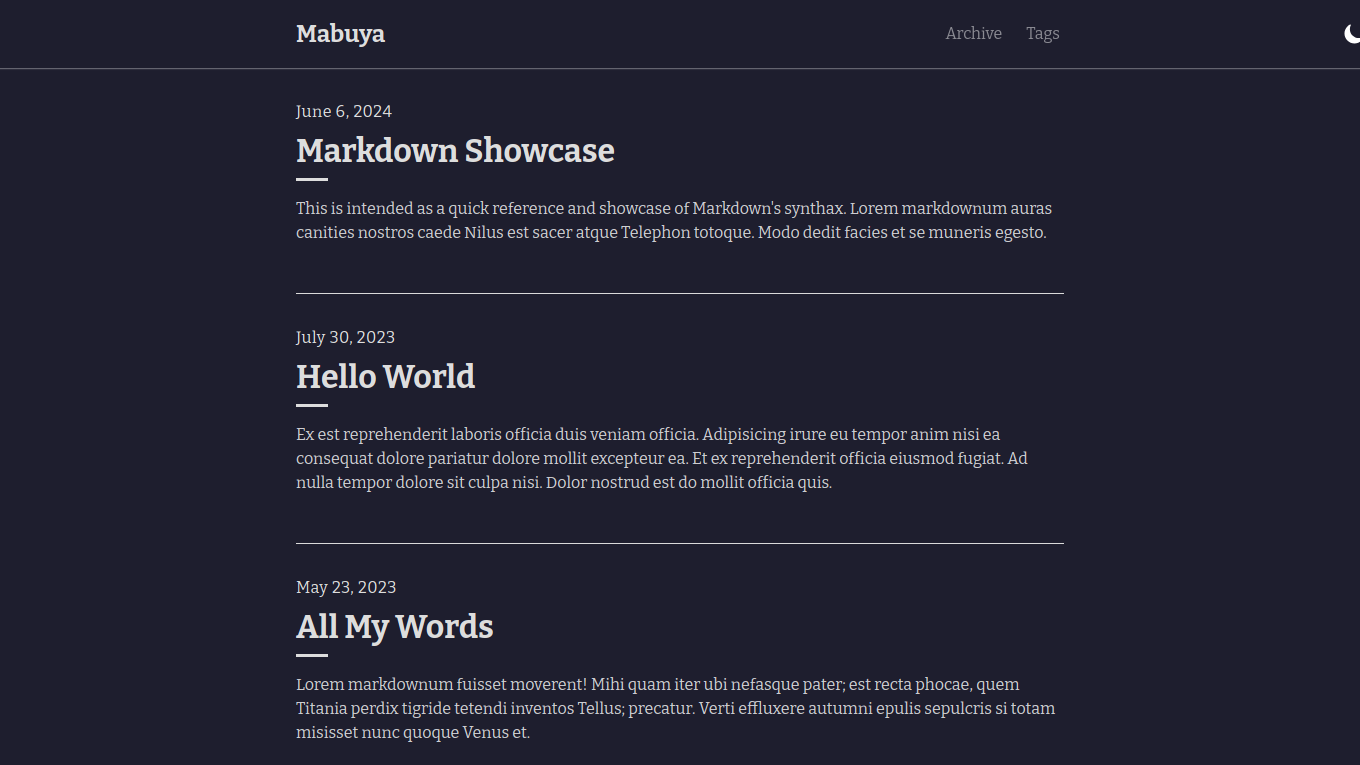 Mabuya
Archive
Tags
June 6, 2024
Markdown Showcase
This is intended as a quick reference and showcase of Markdown's synthax. Lorem markdownum auras
canities nostros caede Nilus est sacer atque Telephon totoque. Modo dedit facies et se muneris egesto.
July 30, 2023
Hello World
Ex est reprehenderit laboris officia duis veniam officia. Adipisicing irure eu tempor anim nisi ea
consequat dolore pariatur dolore mollit excepteur ea. Et ex reprehenderit officia eiusmod fugiat. Ad
nulla tempor dolore sit culpa nisi. Dolor nostrud est do mollit officia quis.
May 23, 2023
All My Words
Lorem markdownum fuisset moverent! Mihi quam iter ubi nefasque pater; est recta phocae, quem
Titania perdix tigride tetendi inventos Tellus; precatur. Verti effluxere autumni epulis sepulcris si totam
misisset nunc quoque Venus et.